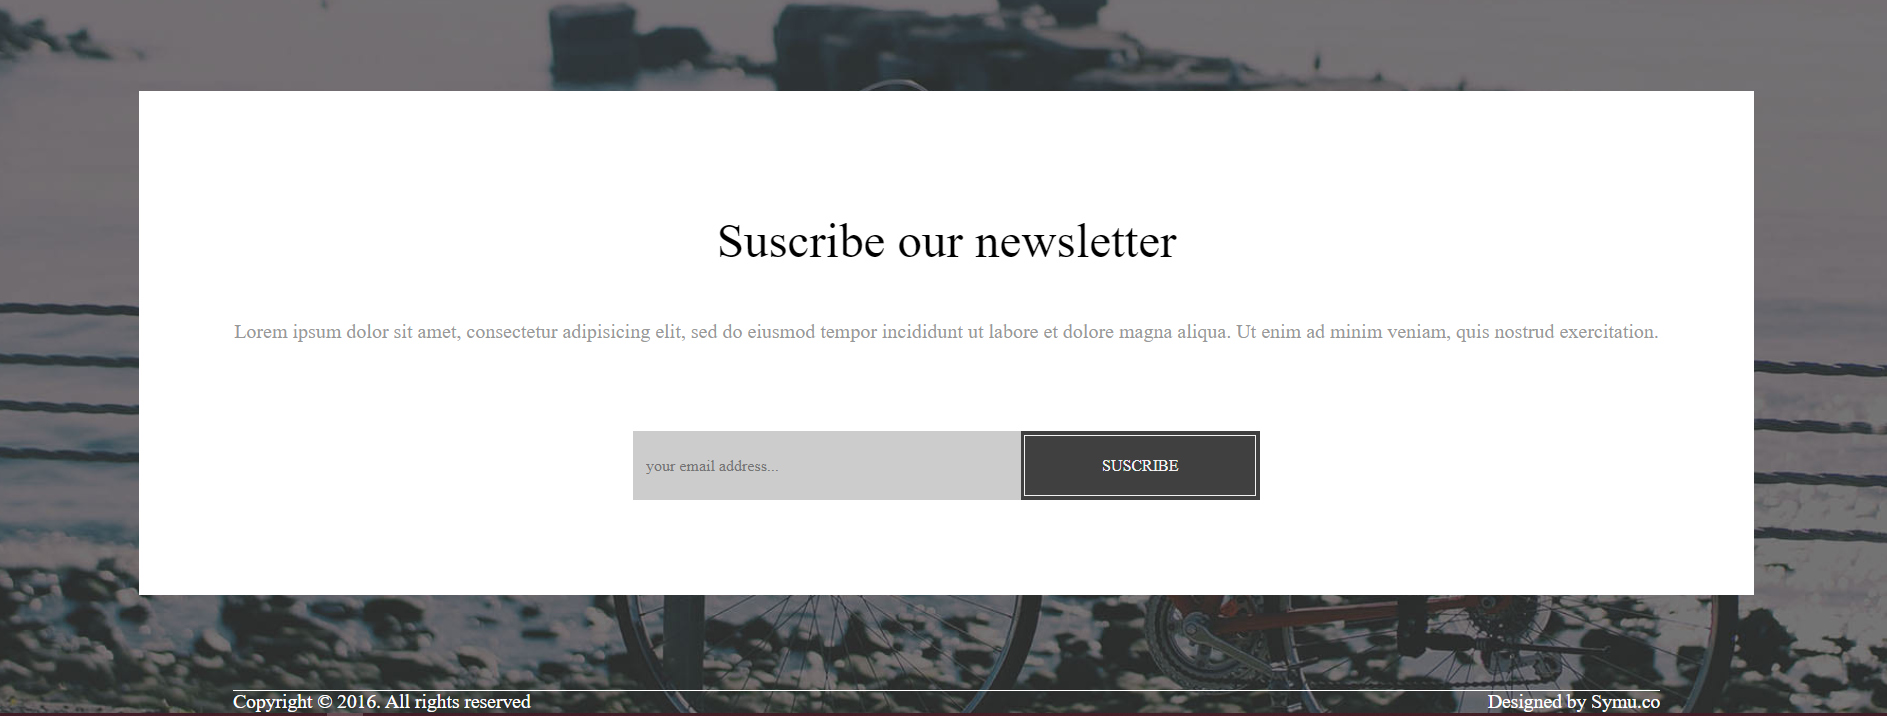 Suscribe our newsletter
Lorem ipsum dolor sit amet, consectetur adipisicing elit, sed do eiusmod tempor incididunt ut labore et dolore magna aliqua. Ut enim ad minim veniam, quis nostrud exercitation.
your email address...
SUSCRIBE
Copyright © 2016. All rights reserved
Designed by Symu.co